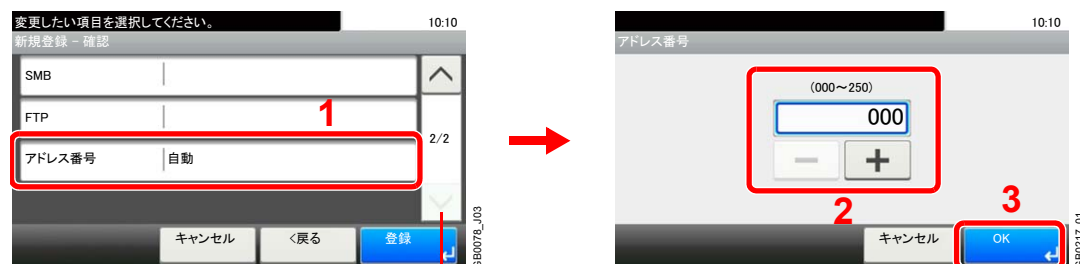 変更したい項目を選択してください。 10:10
新規登録 - 確認
SMB
FTP
1
2/2
アドレス番号 自動
キャンセル <戻る 登録
GB0078_J03
10:10
アドレス番号
(000～250)
000
2
3
キャンセル OK
GB0217_01